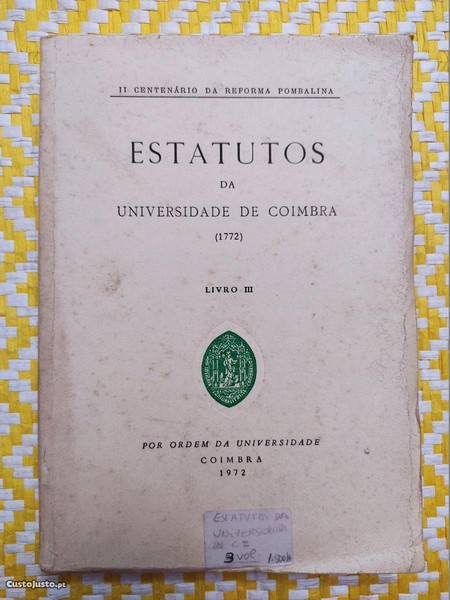 II CENTENÁRIO DA REFORMA POMBALINA
ESTATUTOS
DA
UNIVERSIDADE DE COIMBRA
(1772)
LIVRO III
POR ORDEM DA UNIVERSIDADE
COIMBRA
1972
ESTATUTOS DA
3 VOL
CustoJusto.pt